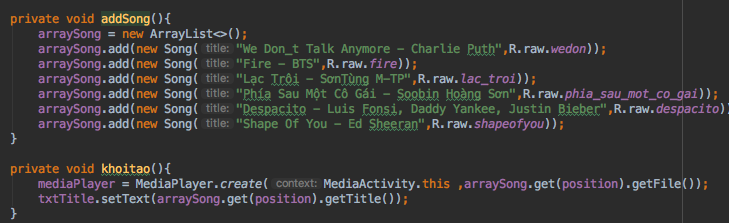 private void addSong(){
arraySong = new ArrayList<>();
arraySong.add(new Song( title: "We Don_t Talk Anymore - Charlie Puth",R.raw.wedon));
arraySong.add(new Song( title: "Fire - BTS",R.raw.fire));
arraySong.add(new Song( title: "Lạc Trôi - SơnTùng M-TP",R.raw.lac_troi));
arraySong.add(new Song( title: "Phía Sau Một Cô Gái - Soobin Hoàng Sơn",R.raw.phia_sau_mot_co_gai));
arraySong.add(new Song( title: "Despacito - Luis Fonsi, Daddy Yankee, Justin Bieber",R.raw.despacito))
arraySong.add(new Song( title: "Shape Of You - Ed Sheeran",R.raw.shapeofyou));
}
private void khoitao(){
mediaPlayer = MediaPlayer.create( context: MediaActivity.this ,arraySong.get(position).getFile());
txtTitle.setText(arraySong.get(position).getTitle());
}